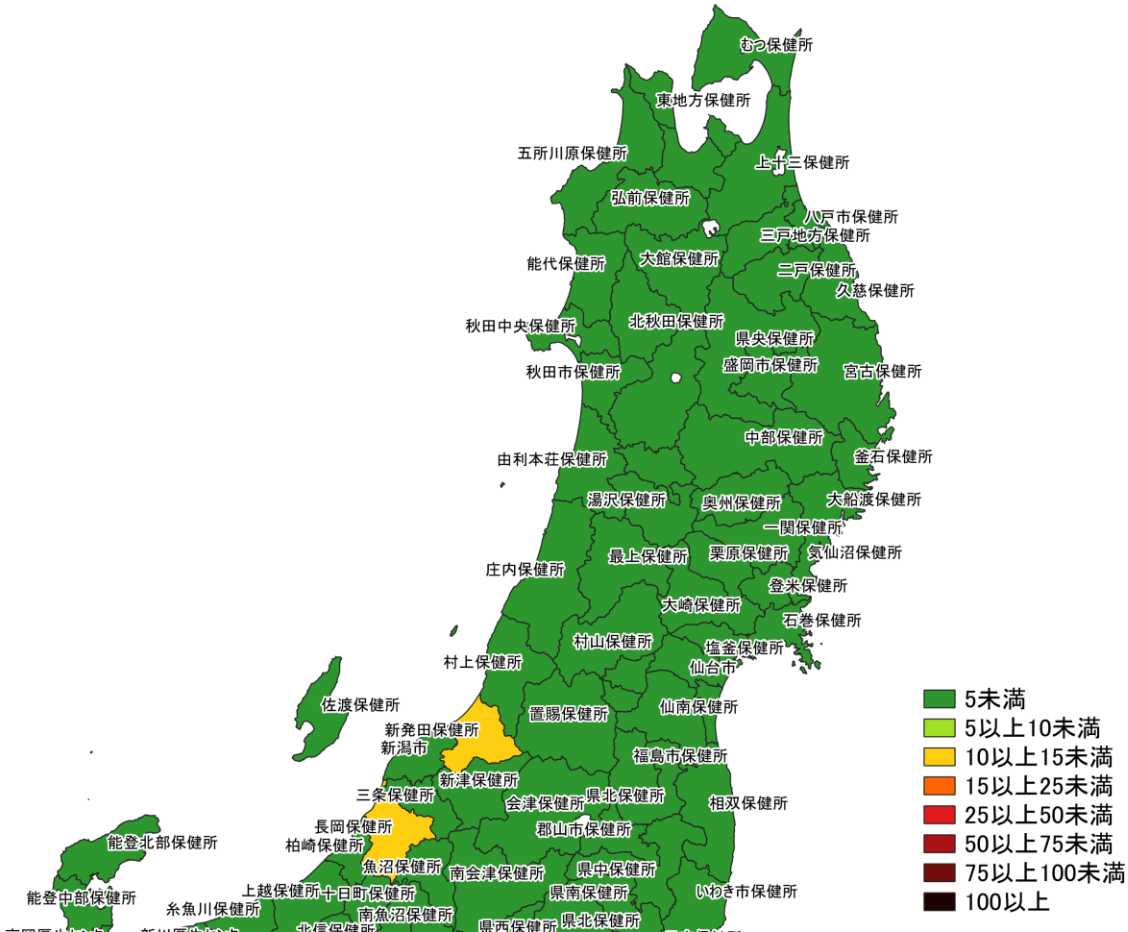 むつ保健所
東地方保健所
五所川原保健所
上十三保健所
弘前保健所
八戸市保健所
三戸地方保健所
能代保健所
大館保健所
二戸保健所
久慈保健所
秋田中央保健所
北秋田保健所
県央保健所
盛岡市保健所
秋田市保健所
宮古保健所
中部保健所
由利本荘保健所
釜石保健所
湯沢保健所
奥州保健所
大船渡保健所
一関保健所
最上保健所
栗原保健所
気仙沼保健所
庄内保健所
登米保健所
大崎保健所
石巻保健所
村山保健所
塩釜保健所
村上保健所
仙台市
佐渡保健所
置賜保健所
仙南保健所
新発田保健所
新潟市
福島市保健所
新津保健所
三条保健所
会津保健所
県北保健所
相双保健所
長岡保健所
郡山市保健所
柏崎保健所
能登北部保健所
魚沼保健所
南会津保健所
県中保健所
上越保健所
十日町保健所
県南保健所
いわき市保健所
能登中部保健所
糸魚川保健所
南魚沼保健所
県西保健所
県北保健所
北信保健所
5未満
5以上10未満
10以上15未満
15以上25未満
25以上50未満
50以上75未満
75以上100未満
100以上